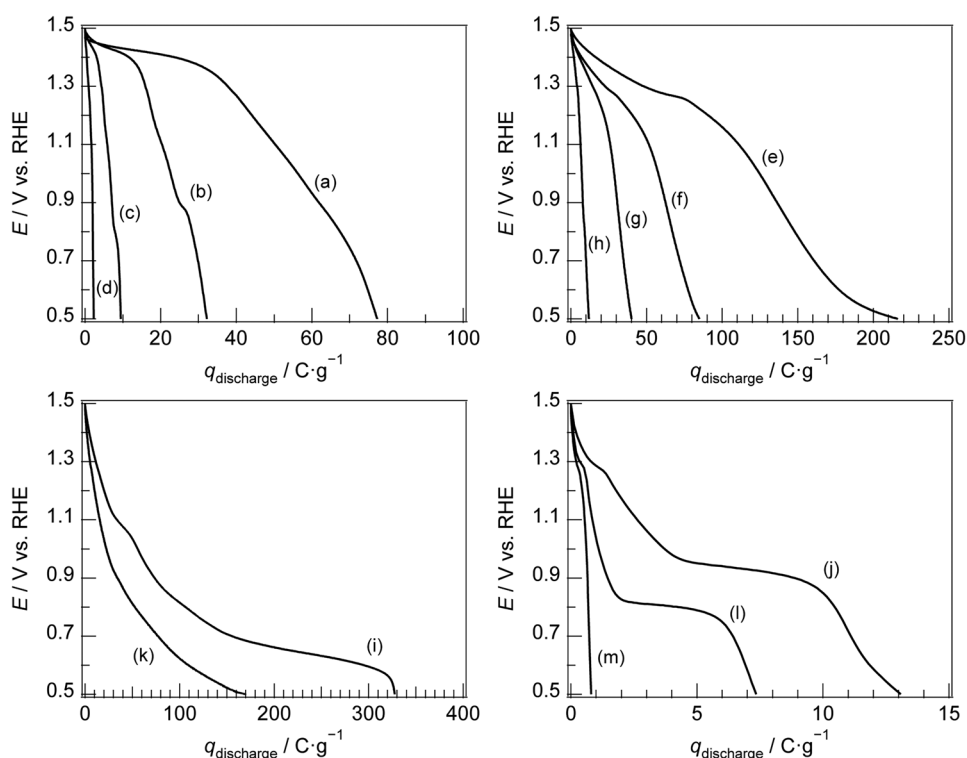 1.5
1.3
1.1
0.9
0.7
0.5
E / V vs. RHE
(a)
(b)
(c)
(d)
0 20 40 60 80 100
q_discharge / C·g⁻¹
1.5
1.3
1.1
0.9
0.7
0.5
E / V vs. RHE
(e)
(f)
(g)
(h)
0 50 100 150 200 250
q_discharge / C·g⁻¹
1.5
1.3
1.1
0.9
0.7
0.5
E / V vs. RHE
(i)
(k)
0 100 200 300 400
q_discharge / C·g⁻¹
1.5
1.3
1.1
0.9
0.7
0.5
E / V vs. RHE
(j)
(l)
(m)
0 5 10 15
q_discharge / C·g⁻¹